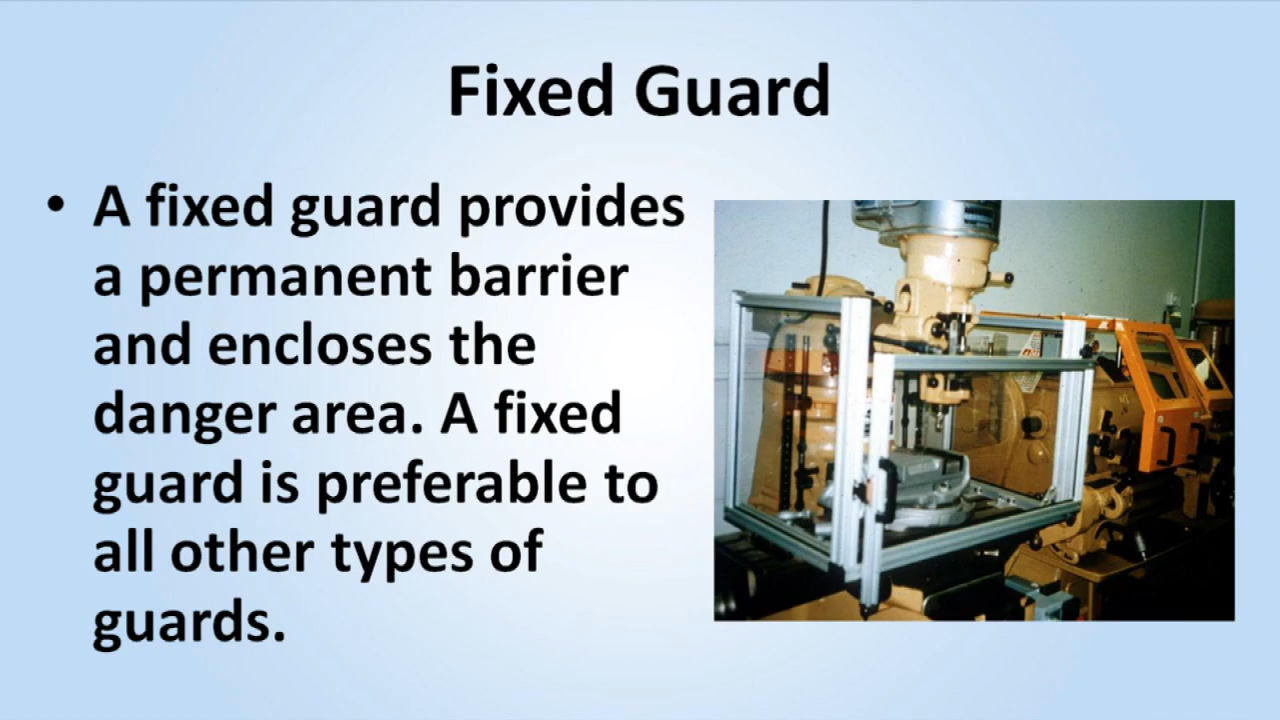 Fixed Guard
• A fixed guard provides
a permanent barrier
and encloses the
danger area. A fixed
guard is preferable to
all other types of
guards.